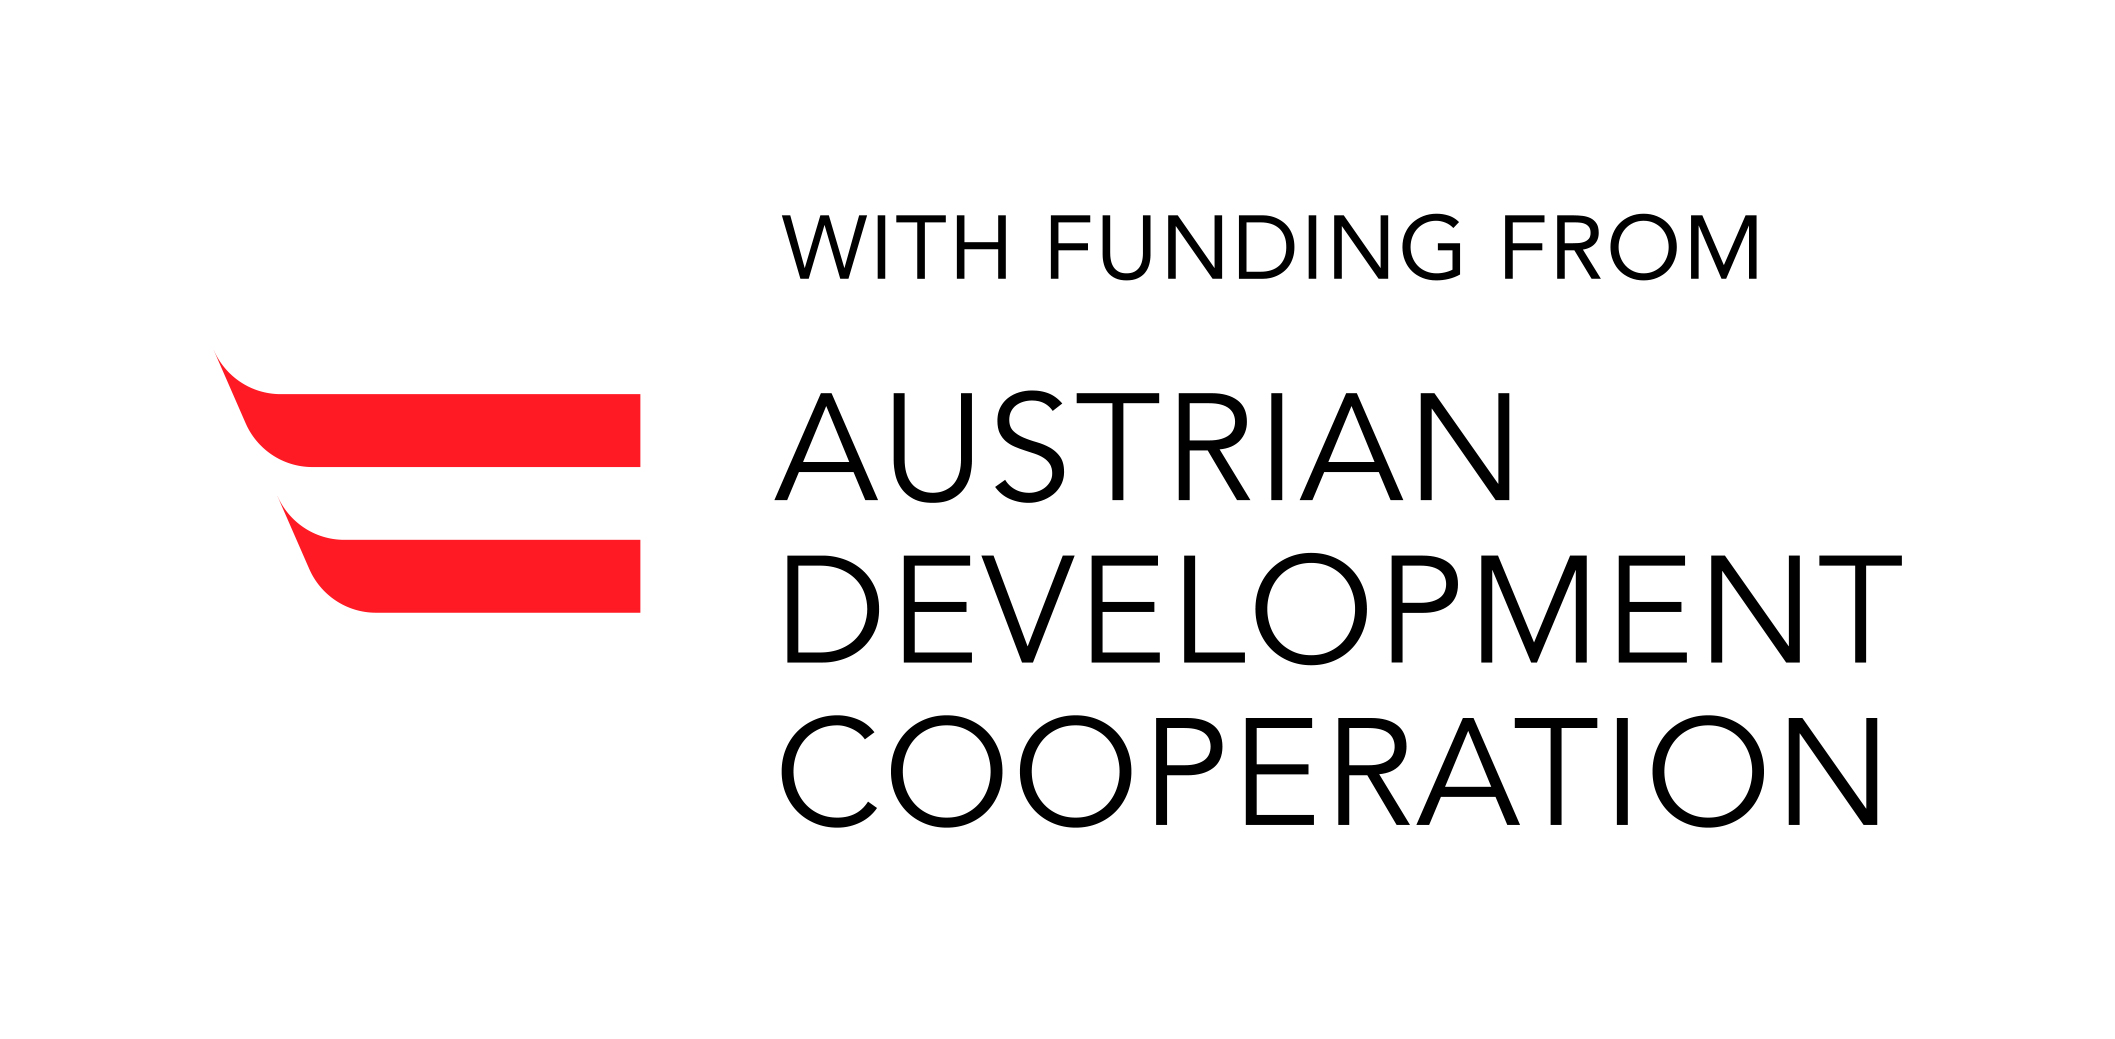 WITH FUNDING FROM
AUSTRIAN
DEVELOPMENT
COOPERATION